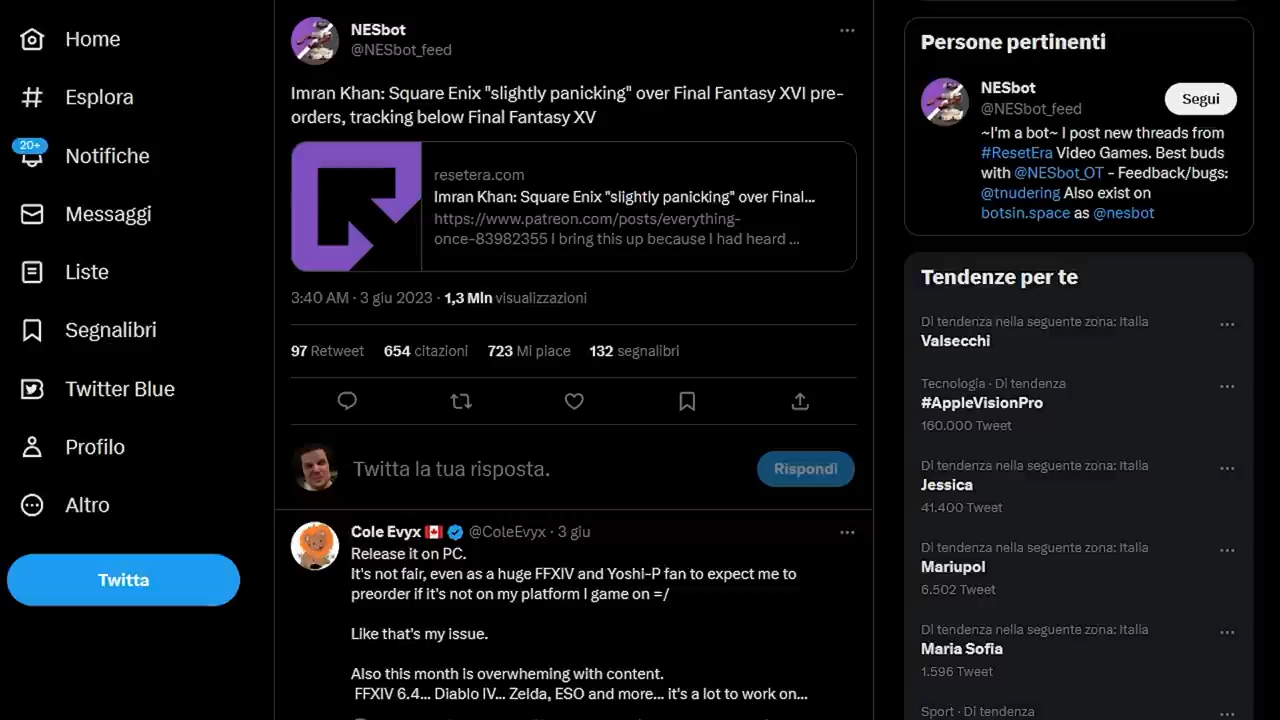 Home
Esplora
20+
Notifiche
Messaggi
Liste
Segnalibri
Twitter Blue
Profilo
Altro
Twitta
NESbot
@NESbot_feed
Imran Khan: Square Enix "slightly panicking" over Final Fantasy XVI pre-
orders, tracking below Final Fantasy XV
resetera.com
Imran Khan: Square Enix "slightly panicking" over Final...
https://www.patreon.com/posts/everything-
once-83982355 I bring this up because I had heard ...
3:40 AM · 3 giu 2023 · 1,3 Mln visualizzazioni
97 Retweet 654 citazioni 723 Mi piace 132 segnalibri
Twitta la tua risposta.
Rispondi
Cole Evyx @ColeEvyx · 3 giu
Release it on PC.
It's not fair, even as a huge FFXIV and Yoshi-P fan to expect me to
preorder if it's not on my platform I game on =/
Like that's my issue.
Also this month is overwheming with content.
FFXIV 6.4... Diablo IV... Zelda, ESO and more... it's a lot to work on...
Persone pertinenti
NESbot
@NESbot_feed
Segui
~I'm a bot~ I post new threads from
#ResetEra Video Games. Best buds
with @NESbot_OT - Feedback/bugs:
@tnudering Also exist on
botsin.space as @nesbot
Tendenze per te
Di tendenza nella seguente zona: Italia
Valsecchi
Tecnologia · Di tendenza
#AppleVisionPro
160.000 Tweet
Di tendenza nella seguente zona: Italia
Jessica
41.400 Tweet
Di tendenza nella seguente zona: Italia
Mariupol
6.502 Tweet
Di tendenza nella seguente zona: Italia
Maria Sofia
1.596 Tweet
Sport · Di tendenza